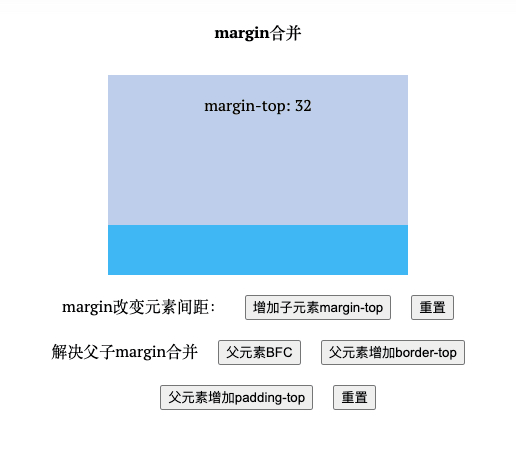 margin合并
margin-top: 32
margin改变元素间距： 增加子元素margin-top 重置
解决父子margin合并 父元素BFC 父元素增加border-top
父元素增加padding-top 重置